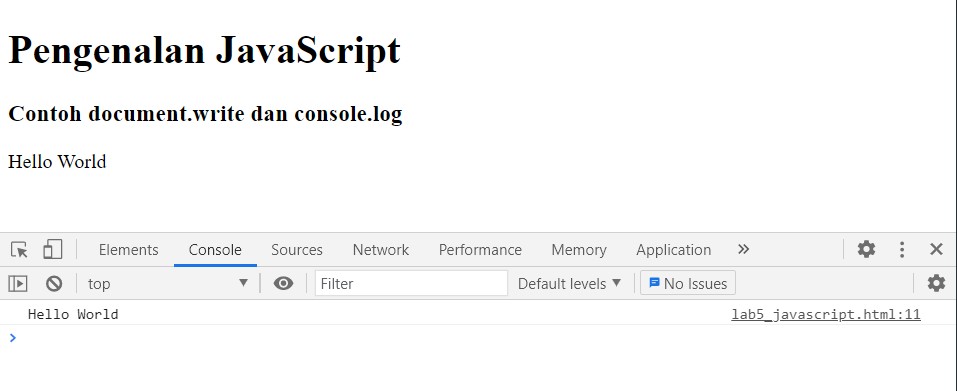 Pengenalan JavaScript
Contoh document.write dan console.log
Hello World
Elements Console Sources Network Performance Memory Application »
top Filter Default levels No Issues
Hello World lab5_javascript.html:11